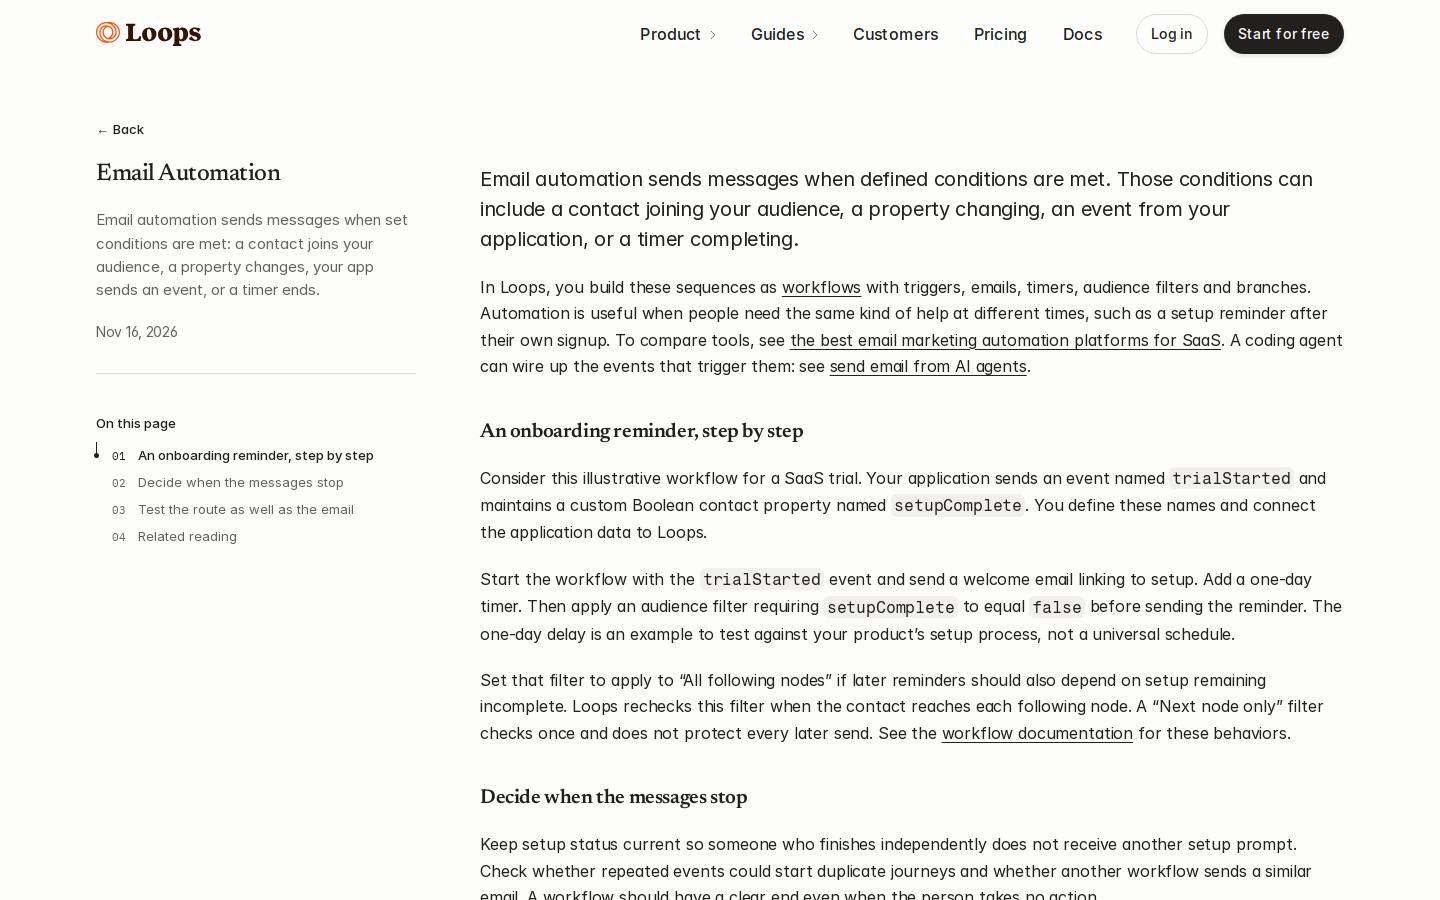 Loops
Product
Guides
Customers
Pricing
Docs
Log in
Start for free
← Back
Email Automation
Email automation sends messages when set
conditions are met: a contact joins your
audience, a property changes, your app
sends an event, or a timer ends.
Nov 16, 2026
On this page
01 An onboarding reminder, step by step
02 Decide when the messages stop
03 Test the route as well as the email
04 Related reading
Email automation sends messages when defined conditions are met. Those conditions can
include a contact joining your audience, a property changing, an event from your
application, or a timer completing.
In Loops, you build these sequences as workflows with triggers, emails, timers, audience filters and branches.
Automation is useful when people need the same kind of help at different times, such as a setup reminder after
their own signup. To compare tools, see the best email marketing automation platforms for SaaS. A coding agent
can wire up the events that trigger them: see send email from AI agents.
An onboarding reminder, step by step
Consider this illustrative workflow for a SaaS trial. Your application sends an event named trialStarted and
maintains a custom Boolean contact property named setupComplete. You define these names and connect
the application data to Loops.
Start the workflow with the trialStarted event and send a welcome email linking to setup. Add a one-day
timer. Then apply an audience filter requiring setupComplete to equal false before sending the reminder. The
one-day delay is an example to test against your product’s setup process, not a universal schedule.
Set that filter to apply to “All following nodes” if later reminders should also depend on setup remaining
incomplete. Loops rechecks this filter when the contact reaches each following node. A “Next node only” filter
checks once and does not protect every later send. See the workflow documentation for these behaviors.
Decide when the messages stop
Keep setup status current so someone who finishes independently does not receive another setup prompt.
Check whether repeated events could start duplicate journeys and whether another workflow sends a similar
email. A workflow should have a clear end even when the person takes no action.